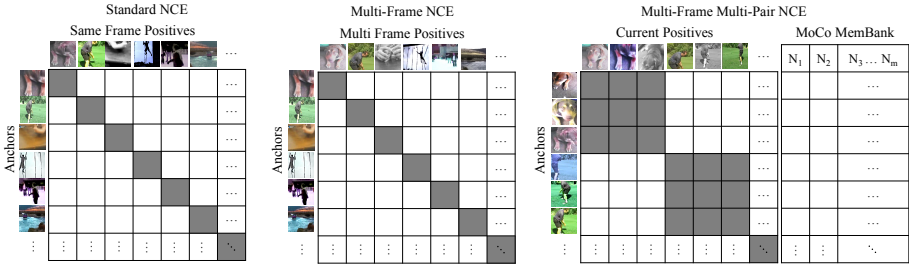 Standard NCE
Same Frame Positives
...
Anchors
... 
... 
... 
... 
... 
... 
⋮ ⋮ ⋮ ⋮ ⋮ ⋮ ⋮ ⋱
Multi-Frame NCE
Multi Frame Positives
...
Anchors
... 
... 
... 
... 
... 
... 
⋮ ⋮ ⋮ ⋮ ⋮ ⋮ ⋮ ⋱
Multi-Frame Multi-Pair NCE
Current Positives MoCo MemBank
... N1 N2 N3 ... Nm
Anchors
... ...
... ...
... ...
... ...
... ...
... ...
⋮ ⋮ ⋮ ⋮ ⋮ ⋮ ⋮ ⋱ ⋮ ⋮ ⋱